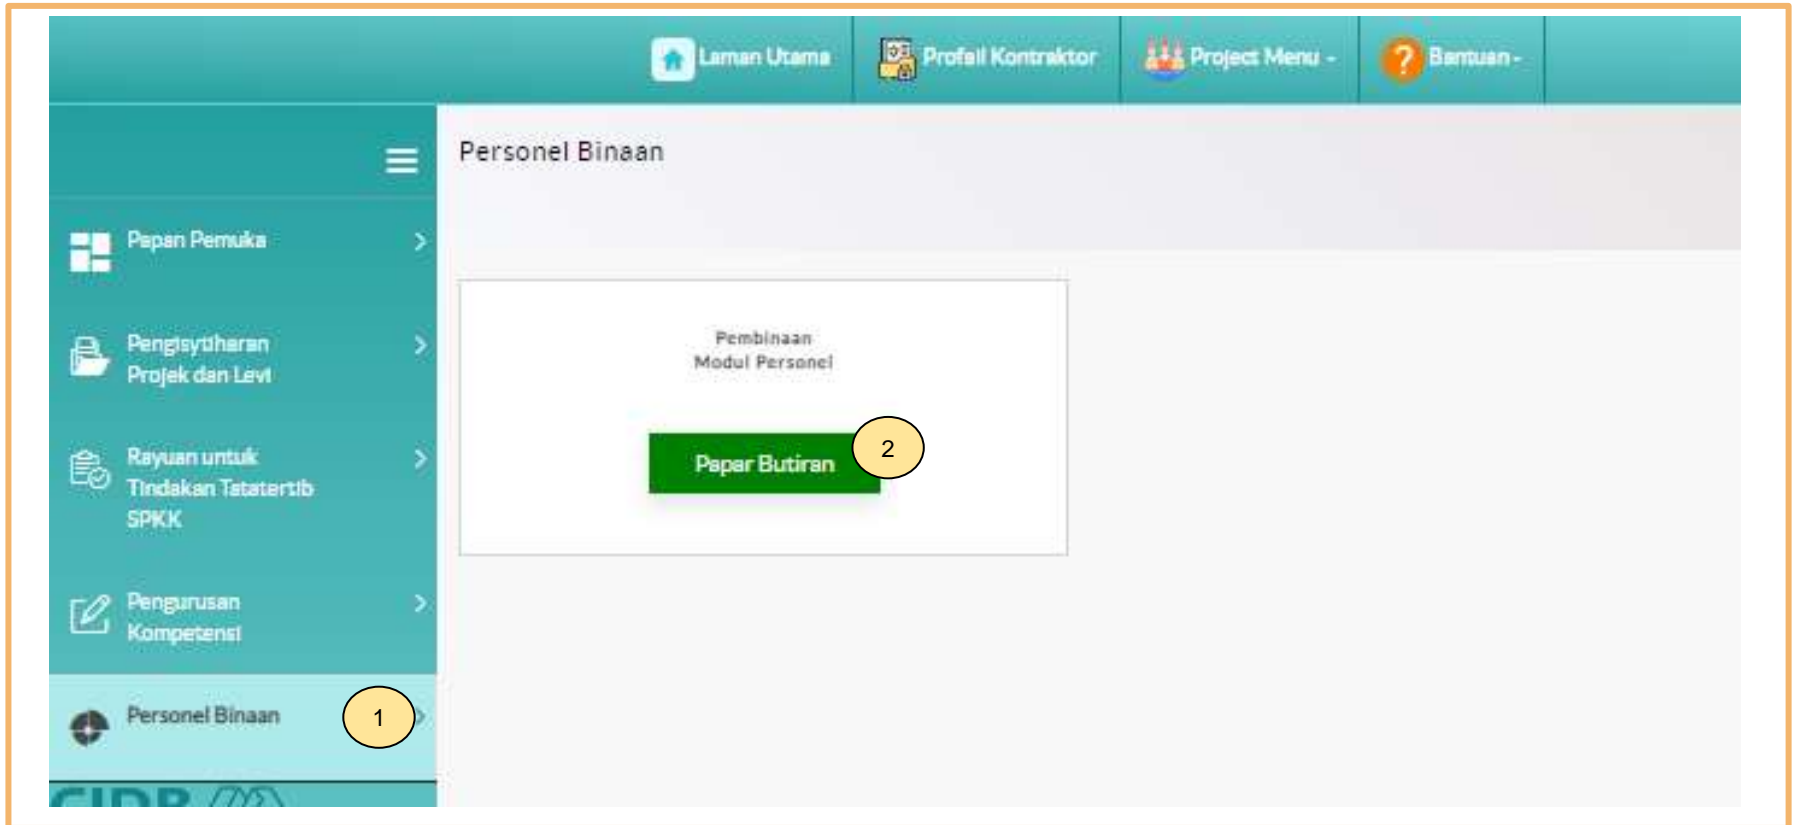 Laman Utama
Profail Kontraktor
Project Menu -
Bantuan -
Personel Binaan
Papan Pemuka
Pengisytiharan
Projek dan Levi
Rayuan untuk
Tindakan Tatatertib
SPKK
Pengurusan
Kompetensi
Personel Binaan
1
CIDB
Pembinaan
Modul Personel
Papar Butiran
2